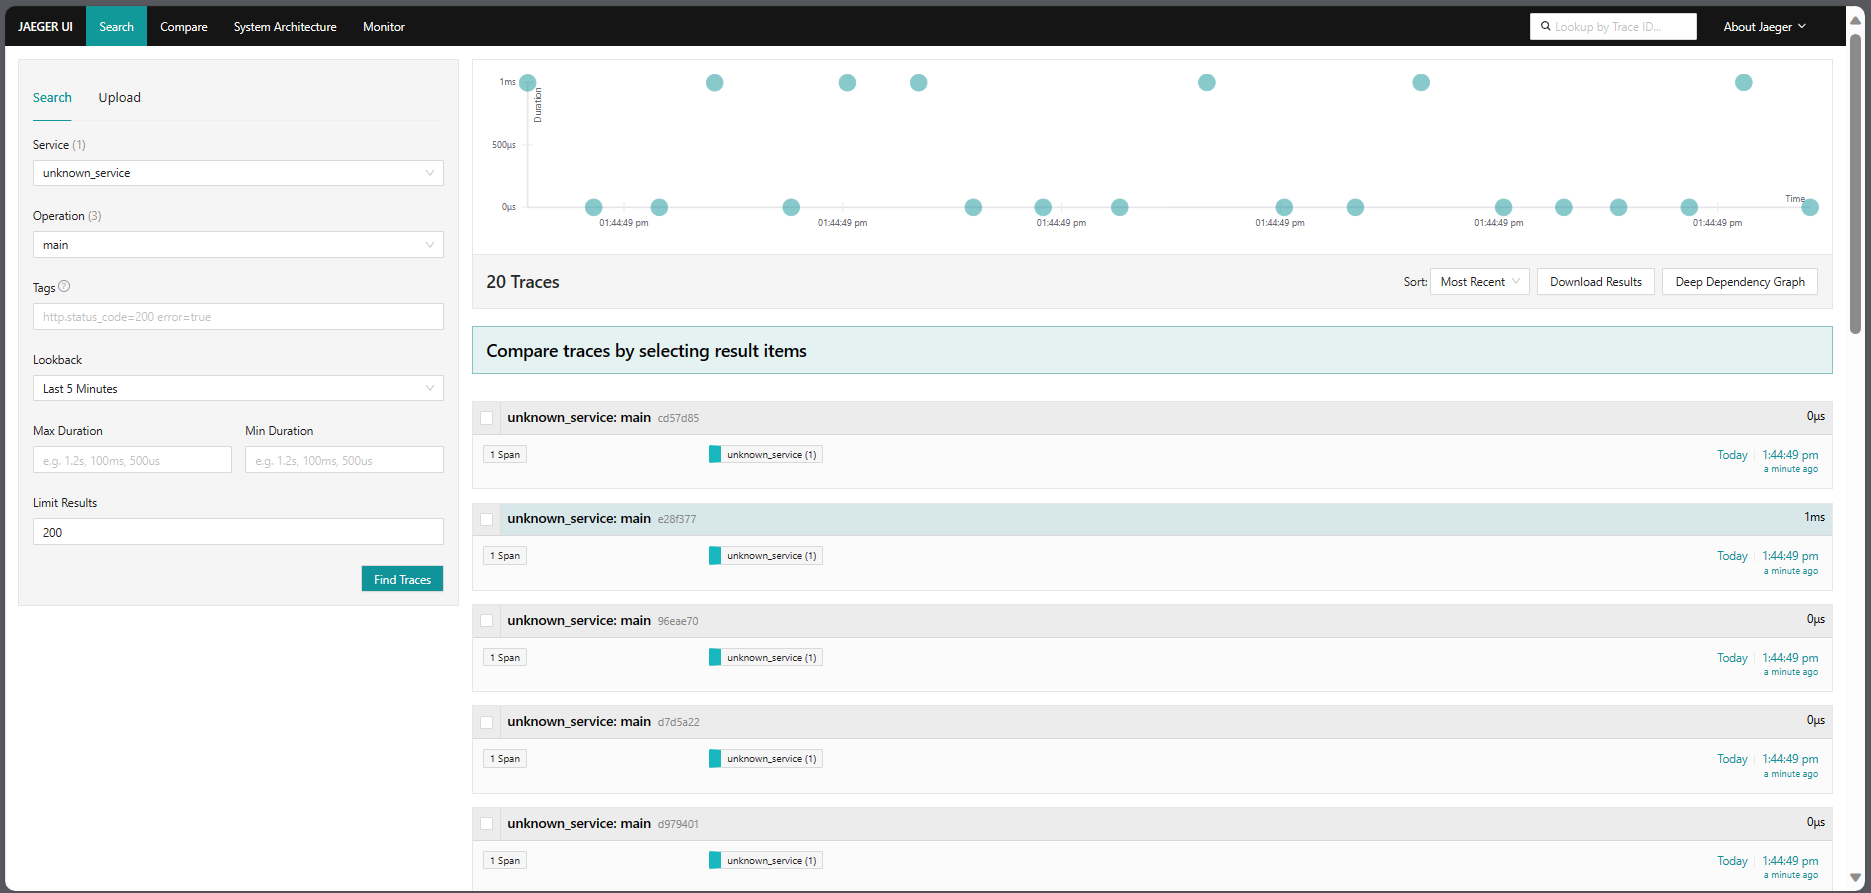 JAEGER UI Search Compare System Architecture Monitor Lookup by Trace ID... About Jaeger
Search Upload
Service (1)
unknown_service
Operation (3)
main
Tags ?
http.status_code=200 error=true
Lookback
Last 5 Minutes
Max Duration Min Duration
e.g. 1.2s, 100ms, 500us e.g. 1.2s, 100ms, 500us
Limit Results
200
Find Traces
1ms
Duration
500μs
0μs
Time
01:44:49 pm 01:44:49 pm 01:44:49 pm 01:44:49 pm 01:44:49 pm 01:44:49 pm
20 Traces Sort: Most Recent Download Results Deep Dependency Graph
Compare traces by selecting result items
unknown_service: main cd57d85 0μs
1 Span unknown_service (1) Today 1:44:49 pm
a minute ago
unknown_service: main e28f377 1ms
1 Span unknown_service (1) Today 1:44:49 pm
a minute ago
unknown_service: main 96eae70 0μs
1 Span unknown_service (1) Today 1:44:49 pm
a minute ago
unknown_service: main d7d5a22 0μs
1 Span unknown_service (1) Today 1:44:49 pm
a minute ago
unknown_service: main d979401 0μs
1 Span unknown_service (1) Today 1:44:49 pm
a minute ago